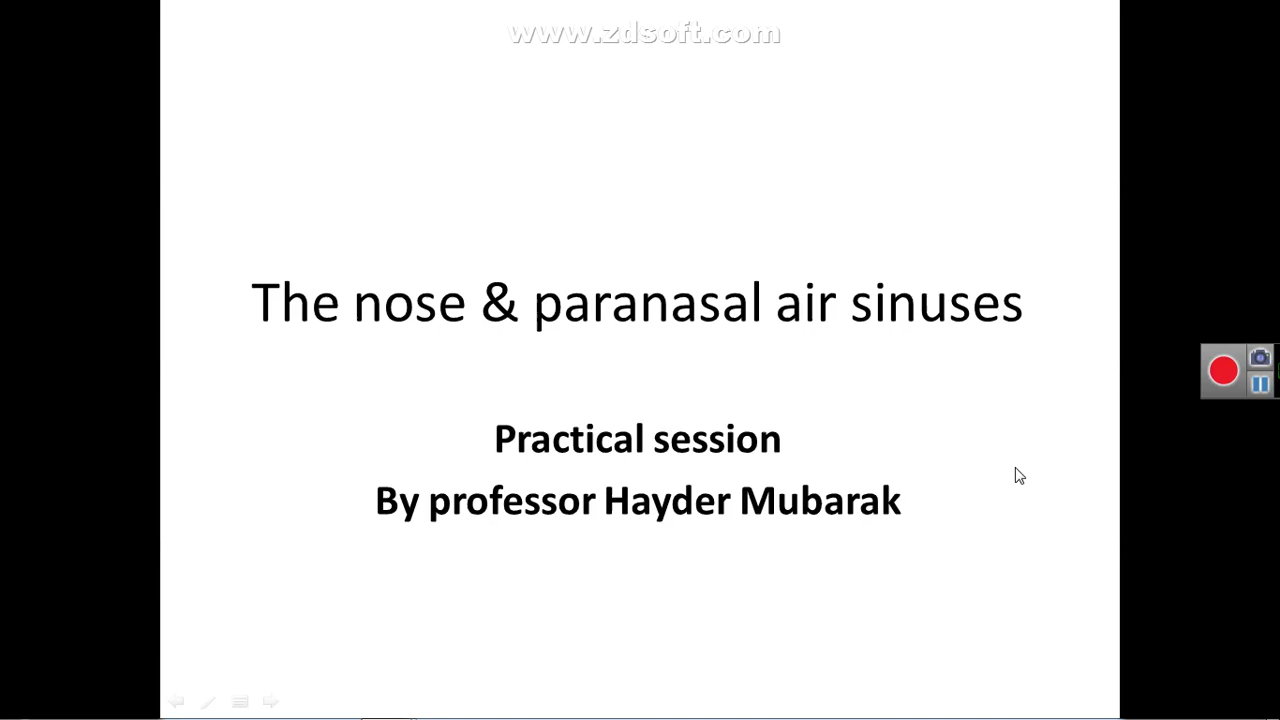 www.zdsoft.com
The nose & paranasal air sinuses
Practical session
By professor Hayder Mubarak